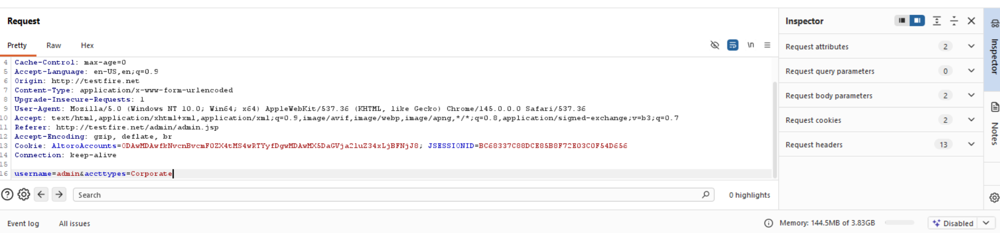 Request
Pretty Raw Hex \n
4 Cache-Control: max-age=0
5 Accept-Language: en-US,en;q=0.9
6 Origin: http://testfire.net
7 Content-Type: application/x-www-form-urlencoded
8 Upgrade-Insecure-Requests: 1
9 User-Agent: Mozilla/5.0 (Windows NT 10.0; Win64; x64) AppleWebKit/537.36 (KHTML, like Gecko) Chrome/145.0.0.0 Safari/537.36
10 Accept: text/html,application/xhtml+xml,application/xml;q=0.9,image/avif,image/webp,image/apng,*/*;q=0.8,application/signed-exchange;v=b3;q=0.7
11 Referer: http://testfire.net/admin/admin.jsp
12 Accept-Encoding: gzip, deflate, br
13 Cookie: AltoroAccounts=ODAwMDAwfkNvcnBvcmF0ZX4tMS4wRTYyfDgwMDAwMX5DaGVja2luZ34xLjBFNjJ8; JSESSIONID=BC68337C88DCE85B8F72E03C0F54D656
14 Connection: keep-alive
15
16 username=admin&accttypes=Corporate
Search 0 highlights
Event log All issues
Inspector
Request attributes 2
Request query parameters 0
Request body parameters 2
Request cookies 2
Request headers 13
Inspector
Notes
Memory: 144.5MB of 3.83GB Disabled